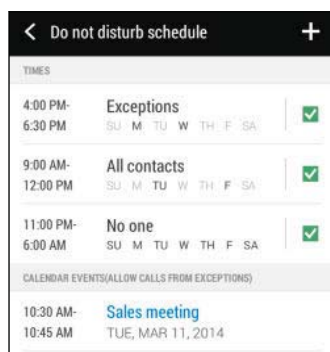 Do not disturb schedule
TIMES
4:00 PM- Exceptions
6:30 PM SU M TU W TH F SA
9:00 AM- All contacts
12:00 PM SU M TU W TH F SA
11:00 PM- No one
6:00 AM SU M TU W TH F SA
CALENDAR EVENTS(ALLOW CALLS FROM EXCEPTIONS)
10:30 AM- Sales meeting
10:45 AM TUE, MAR 11, 2014